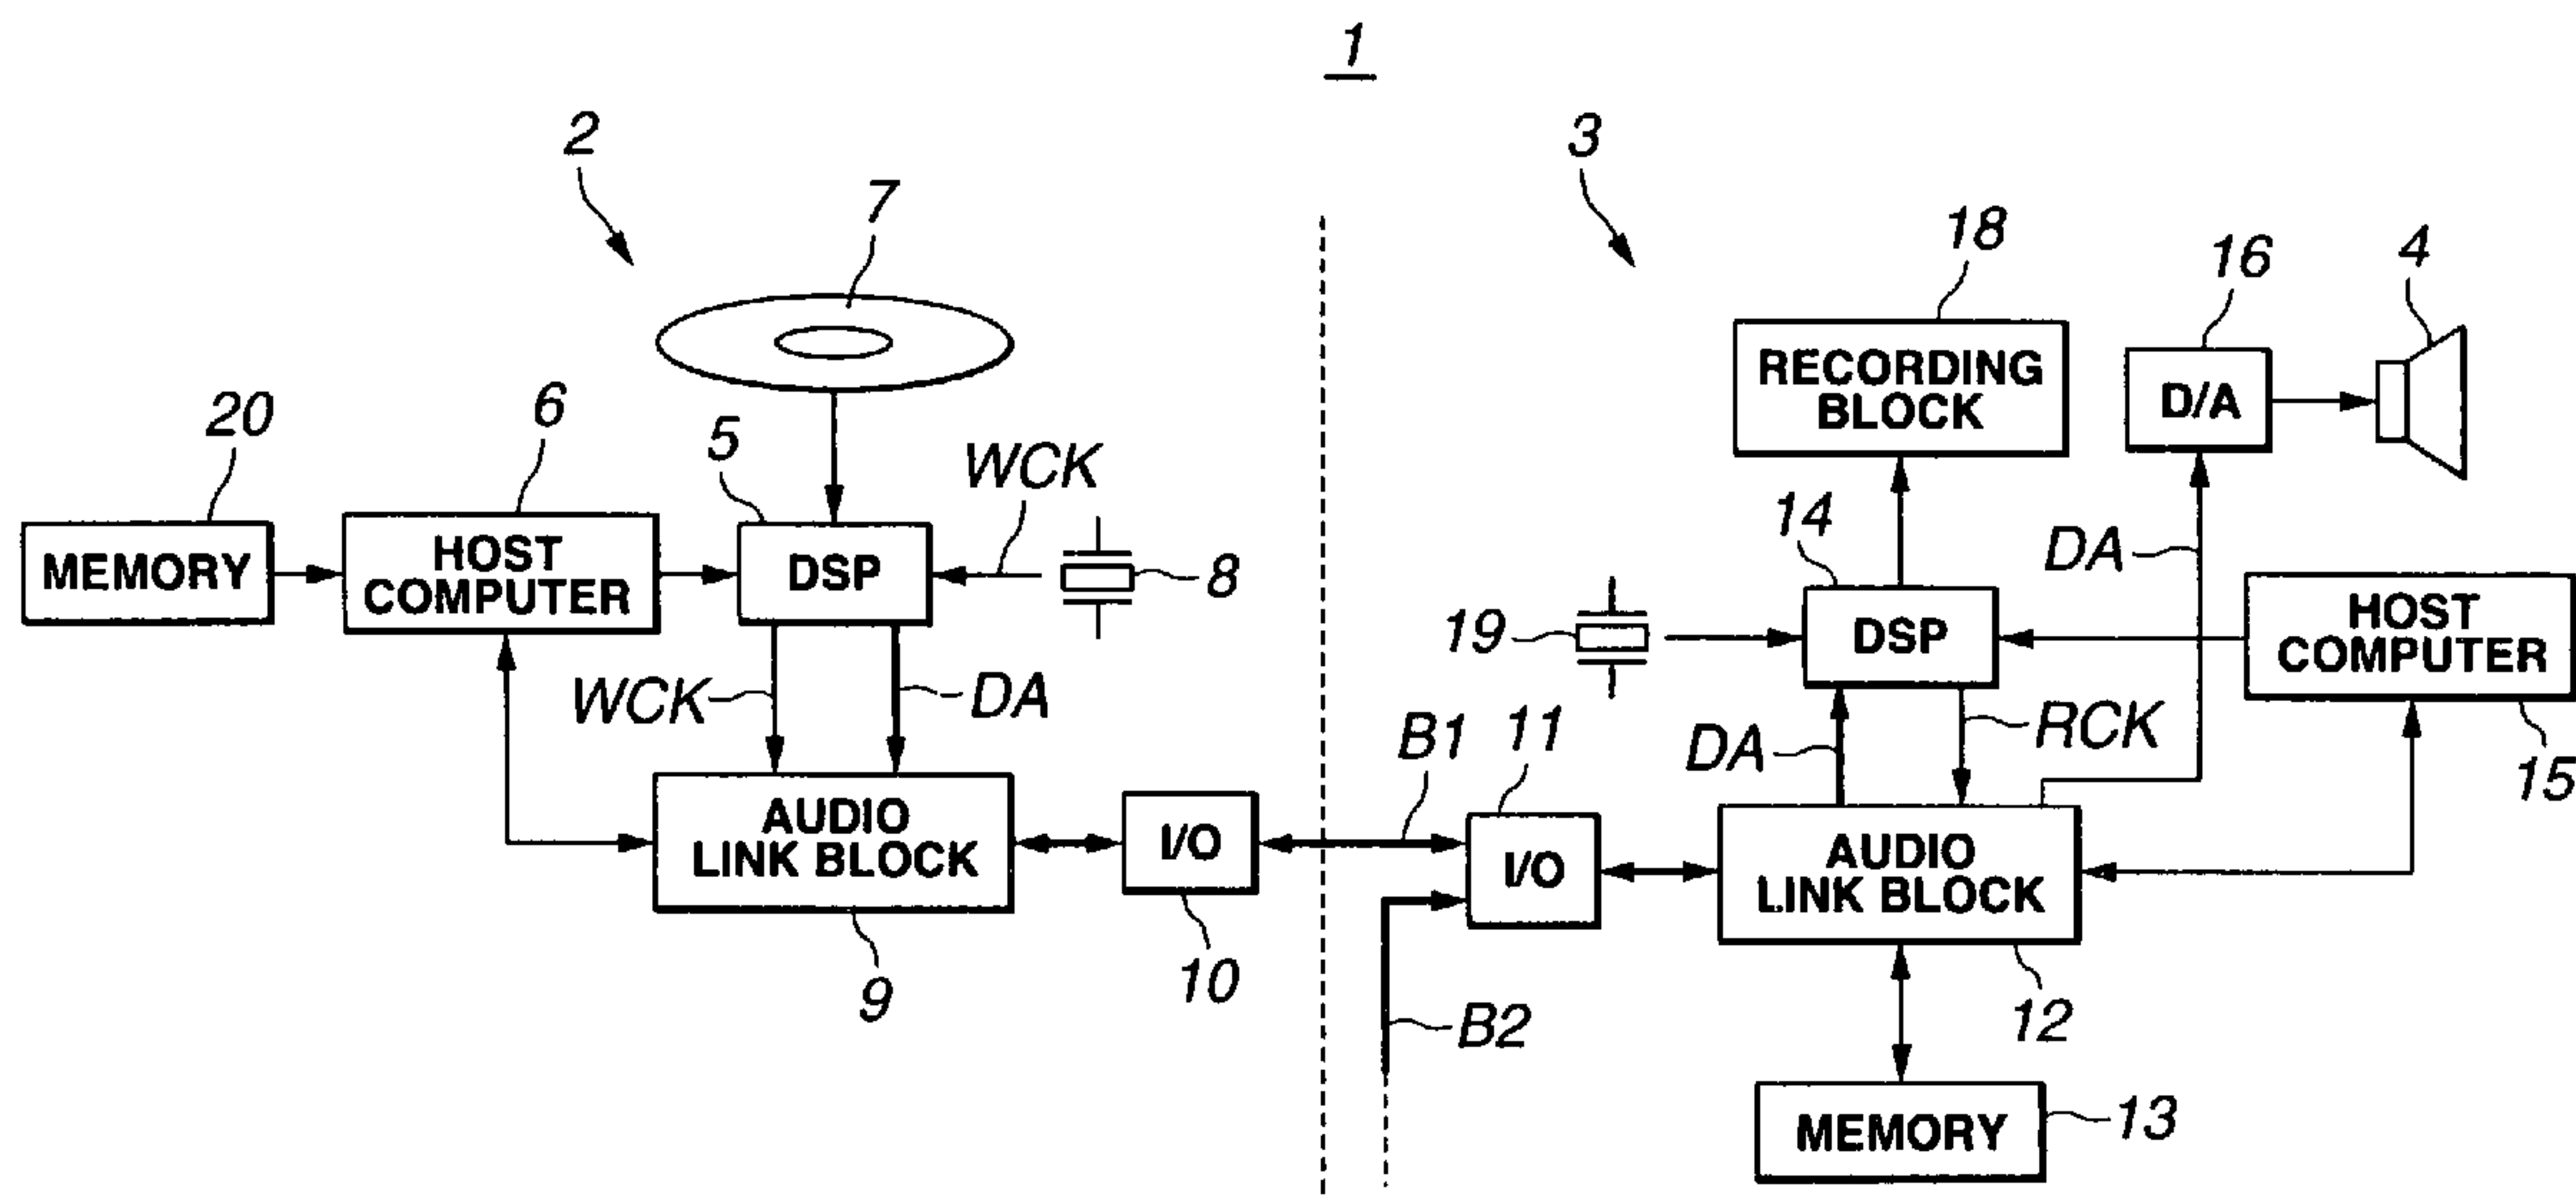 1
2
7
20
6
5
WCK
MEMORY
HOST
COMPUTER
DSP
8
WCK
DA
AUDIO
LINK BLOCK
I/O
9
10
3
18
16
4
RECORDING
BLOCK
D/A
14
DA
19
DSP
HOST
COMPUTER
B1
11
DA
RCK
15
I/O
AUDIO
LINK BLOCK
B2
12
MEMORY
13